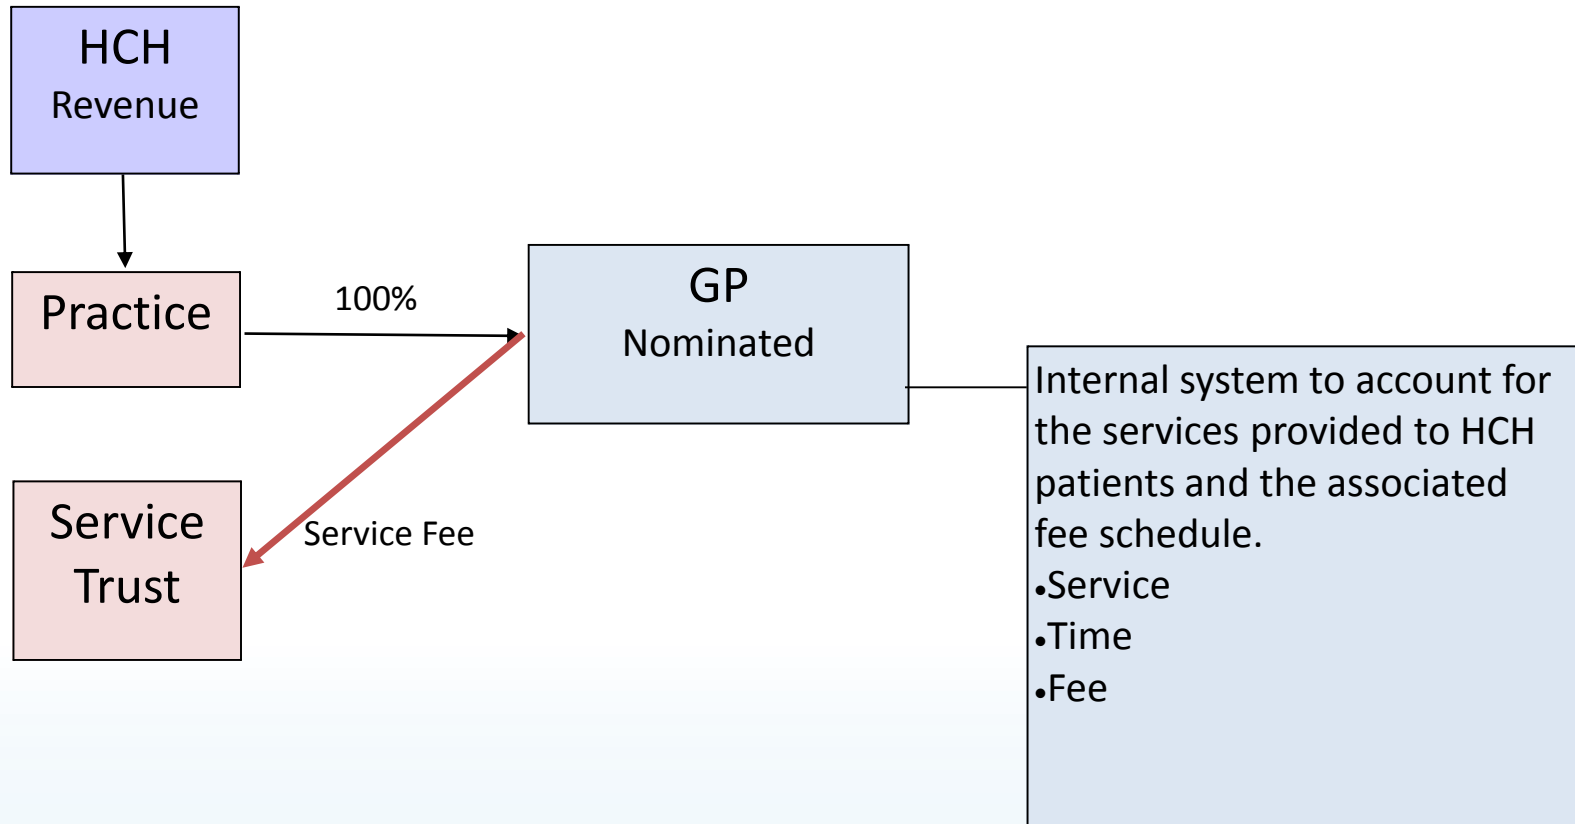 HCH
Revenue
Practice
100%
GP
Nominated
Service
Trust
Service Fee
Internal system to account for
the services provided to HCH
patients and the associated
fee schedule.
•Service
•Time
•Fee